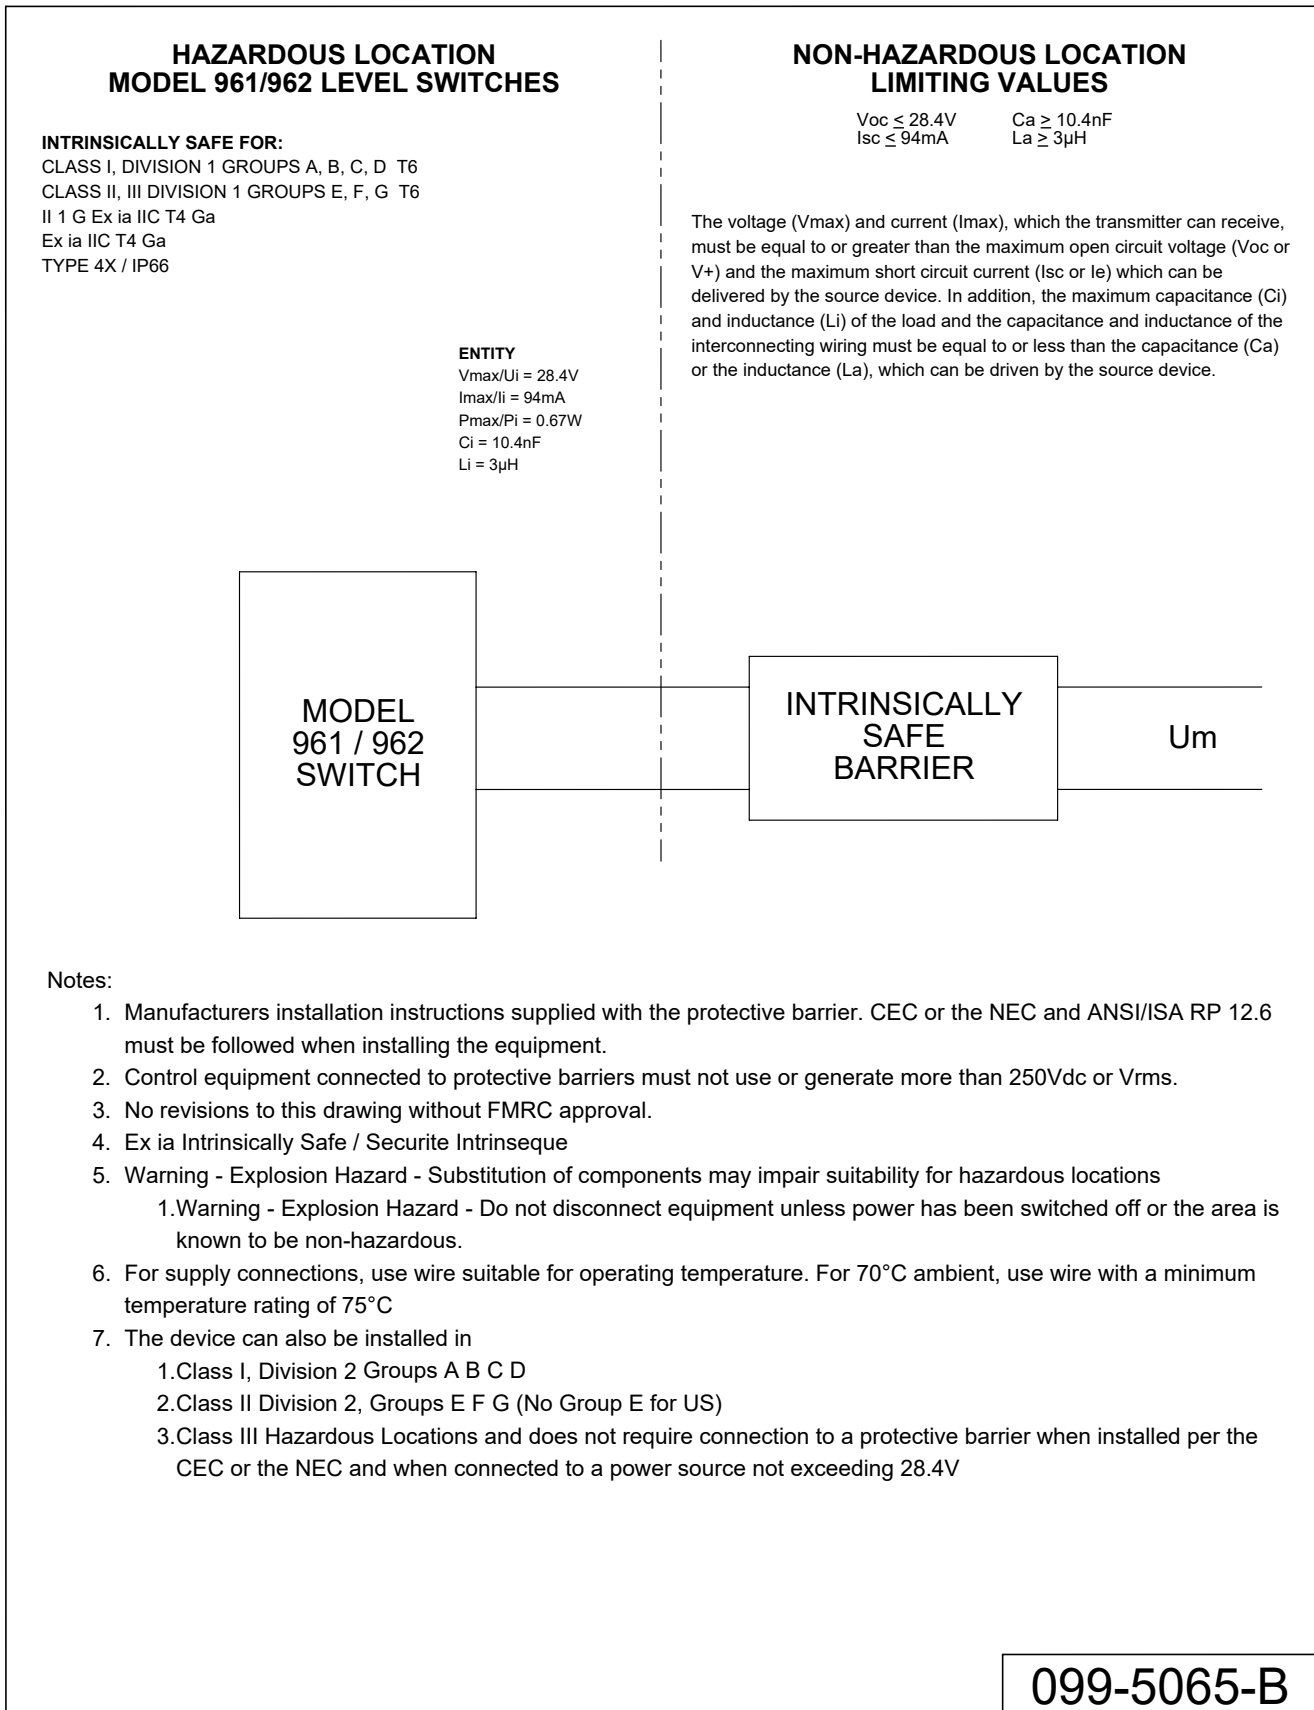 HAZARDOUS LOCATION
MODEL 961/962 LEVEL SWITCHES
INTRINSICALLY SAFE FOR:
CLASS I, DIVISION 1 GROUPS A, B, C, D T6
CLASS II, III DIVISION 1 GROUPS E, F, G T6
II 1 G Ex ia IIC T4 Ga
Ex ia IIC T4 Ga
TYPE 4X / IP66
ENTITY
Vmax/Ui = 28.4V
Imax/Ii = 94mA
Pmax/Pi = 0.67W
Ci = 10.4nF
Li = 3µH
NON-HAZARDOUS LOCATION
LIMITING VALUES
Voc ≤ 28.4V Ca ≥ 10.4nF
Isc ≤ 94mA La ≥ 3µH
The voltage (Vmax) and current (Imax), which the transmitter can receive,
must be equal to or greater than the maximum open circuit voltage (Voc or
V+) and the maximum short circuit current (Isc or Ie) which can be
delivered by the source device. In addition, the maximum capacitance (Ci)
and inductance (Li) of the load and the capacitance and inductance of the
interconnecting wiring must be equal to or less than the capacitance (Ca)
or the inductance (La), which can be driven by the source device.
MODEL
961 / 962
SWITCH
INTRINSICALLY
SAFE
BARRIER
Um
Notes:
1. Manufacturers installation instructions supplied with the protective barrier. CEC or the NEC and ANSI/ISA RP 12.6
must be followed when installing the equipment.
2. Control equipment connected to protective barriers must not use or generate more than 250Vdc or Vrms.
3. No revisions to this drawing without FMRC approval.
4. Ex ia Intrinsically Safe / Securite Intrinseque
5. Warning - Explosion Hazard - Substitution of components may impair suitability for hazardous locations
1.Warning - Explosion Hazard - Do not disconnect equipment unless power has been switched off or the area is
known to be non-hazardous.
6. For supply connections, use wire suitable for operating temperature. For 70°C ambient, use wire with a minimum
temperature rating of 75°C
7. The device can also be installed in
1.Class I, Division 2 Groups A B C D
2.Class II Division 2, Groups E F G (No Group E for US)
3.Class III Hazardous Locations and does not require connection to a protective barrier when installed per the
CEC or the NEC and when connected to a power source not exceeding 28.4V
099-5065-B